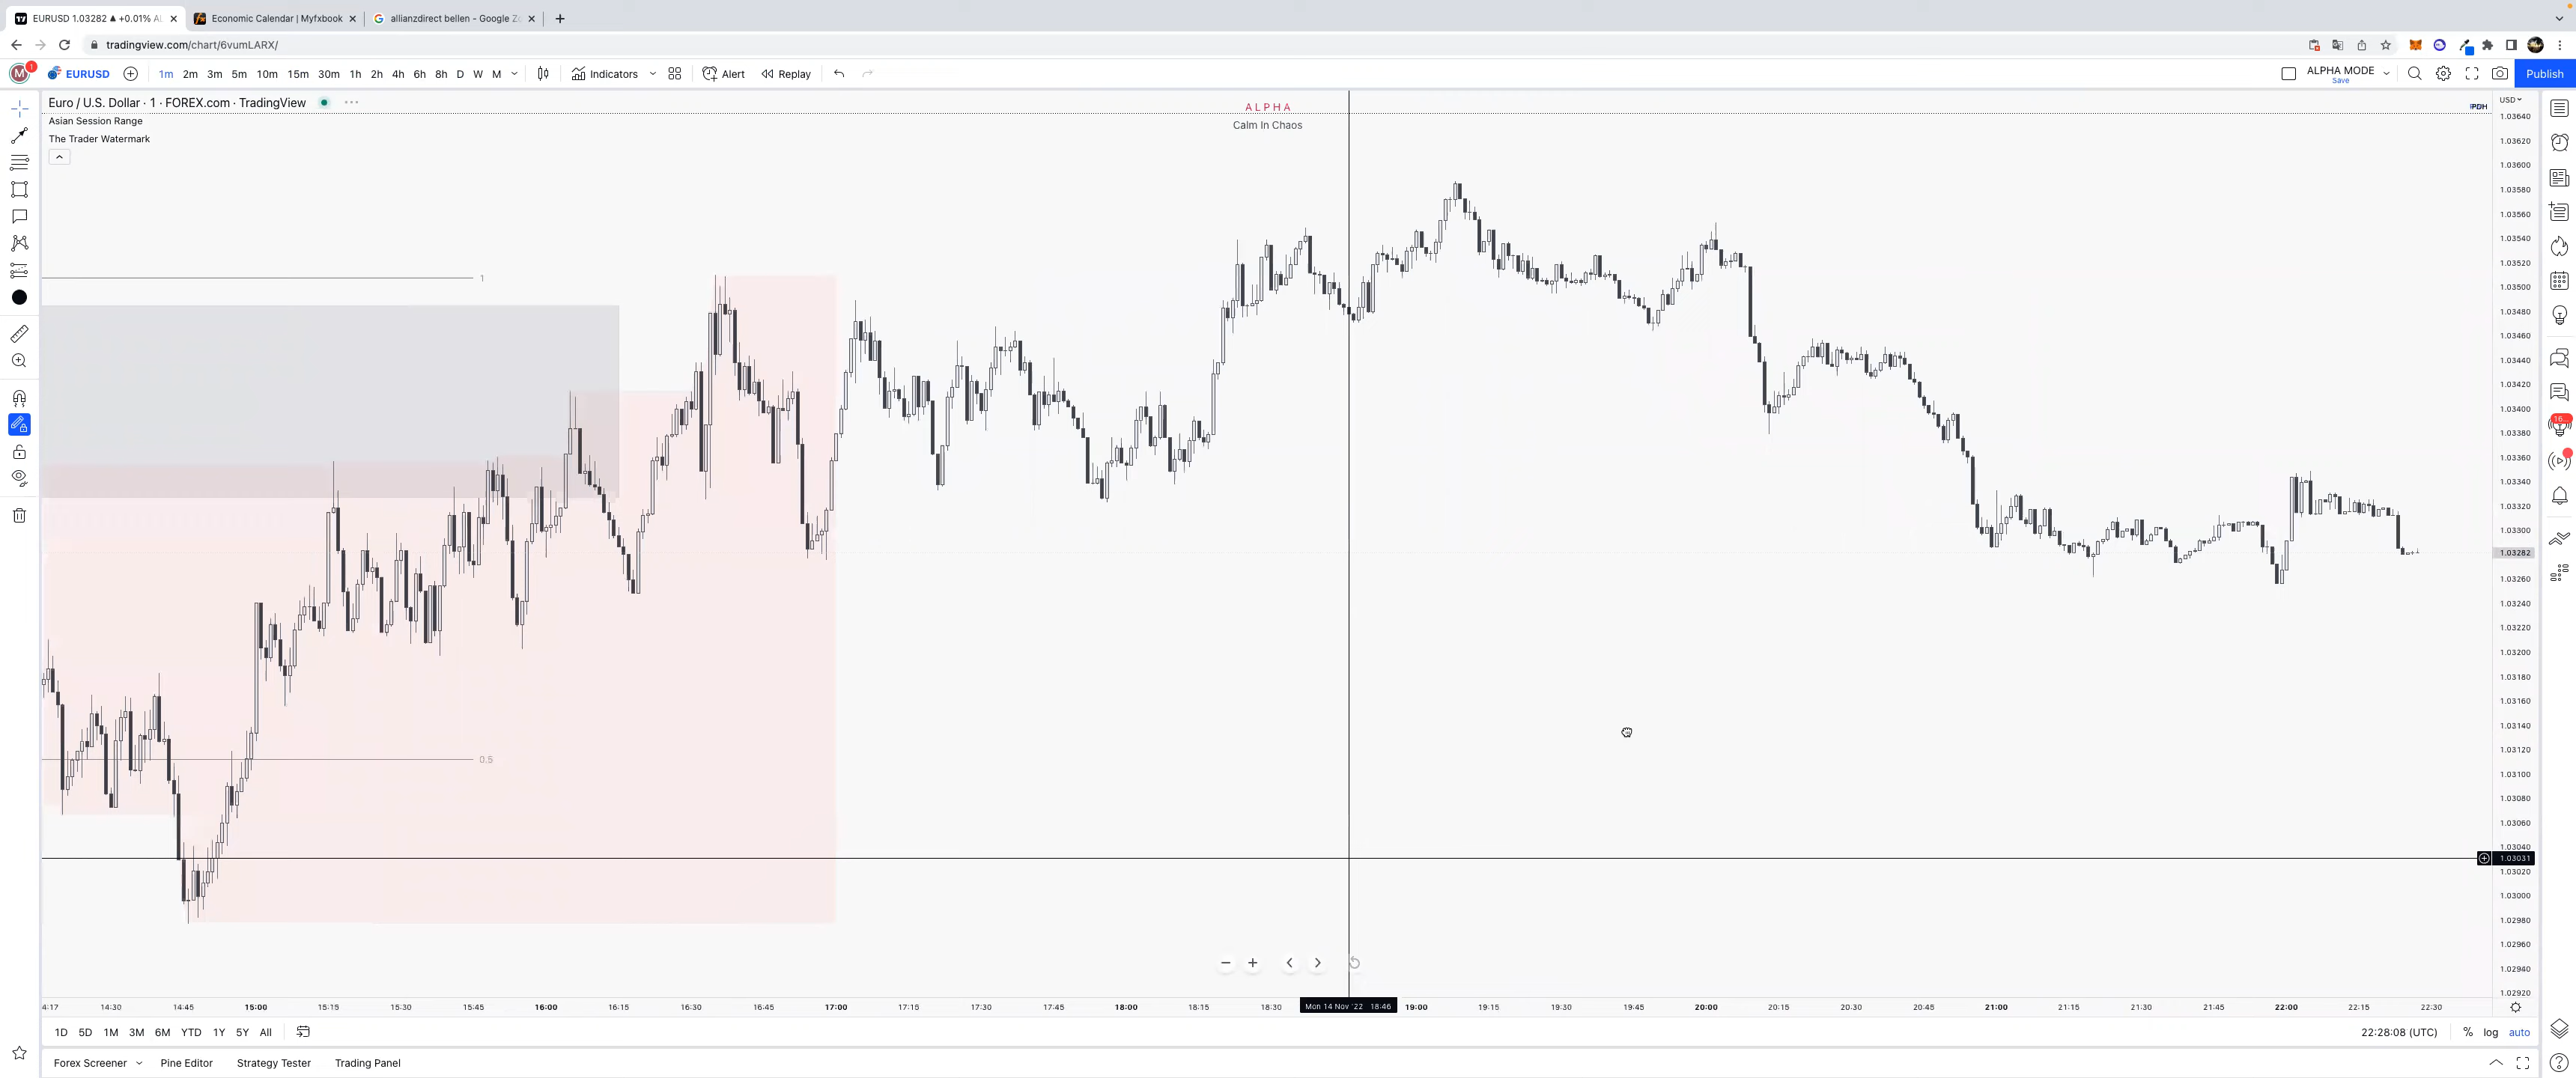 EURUSD 1.03282 ▲ +0.01% AL
Economic Calendar | Myfxbook
allianzdirect bellen - Google Zo
tradingview.com/chart/6vumLARX/
M 1 EURUSD 1m 2m 3m 5m 10m 15m 30m 1h 2h 4h 6h 8h D W M Indicators Alert Replay ALPHA MODE Save Publish
Euro / U.S. Dollar · 1 · FOREX.com · TradingView
Asian Session Range
The Trader Watermark
ALPHA
Calm In Chaos
PDH
USD
1.03640
1.03620
1.03600
1.03580
1.03560
1.03540
1.03520
1.03500
1.03480
1.03460
1.03440
1.03420
1.03400
1.03380
1.03360
1.03340
1.03320
1.03300
1.03282
1.03260
1.03240
1.03220
1.03200
1.03180
1.03160
1.03140
1.03120
1.03100
1.03080
1.03060
1.03040
1.03031
1.03020
1.03000
1.02980
1.02960
1.02940
1.02920
1
0.5
4:17 14:30 14:45 15:00 15:15 15:30 15:45 16:00 16:15 16:30 16:45 17:00 17:15 17:30 17:45 18:00 18:15 18:30 Mon 14 Nov '22 18:46 19:00 19:15 19:30 19:45 20:00 20:15 20:30 20:45 21:00 21:15 21:30 21:45 22:00 22:15 22:30
1D 5D 1M 3M 6M YTD 1Y 5Y All 22:28:08 (UTC) % log auto
Forex Screener Pine Editor Strategy Tester Trading Panel